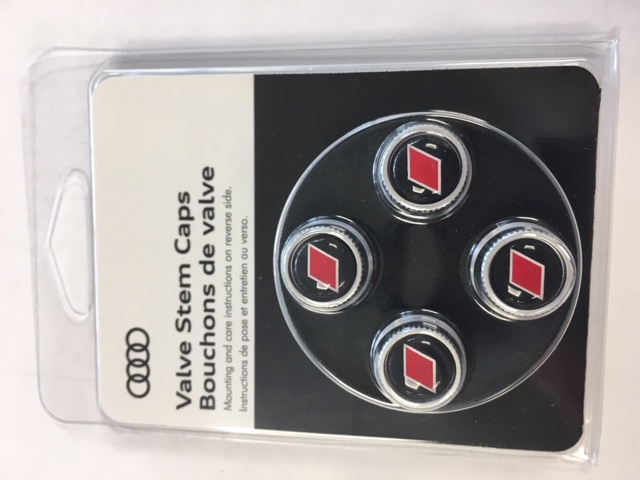 Valve Stem Caps
Bouchons de valve
Mounting and care instructions on reverse side.
Instructions de pose et entretien au verso.